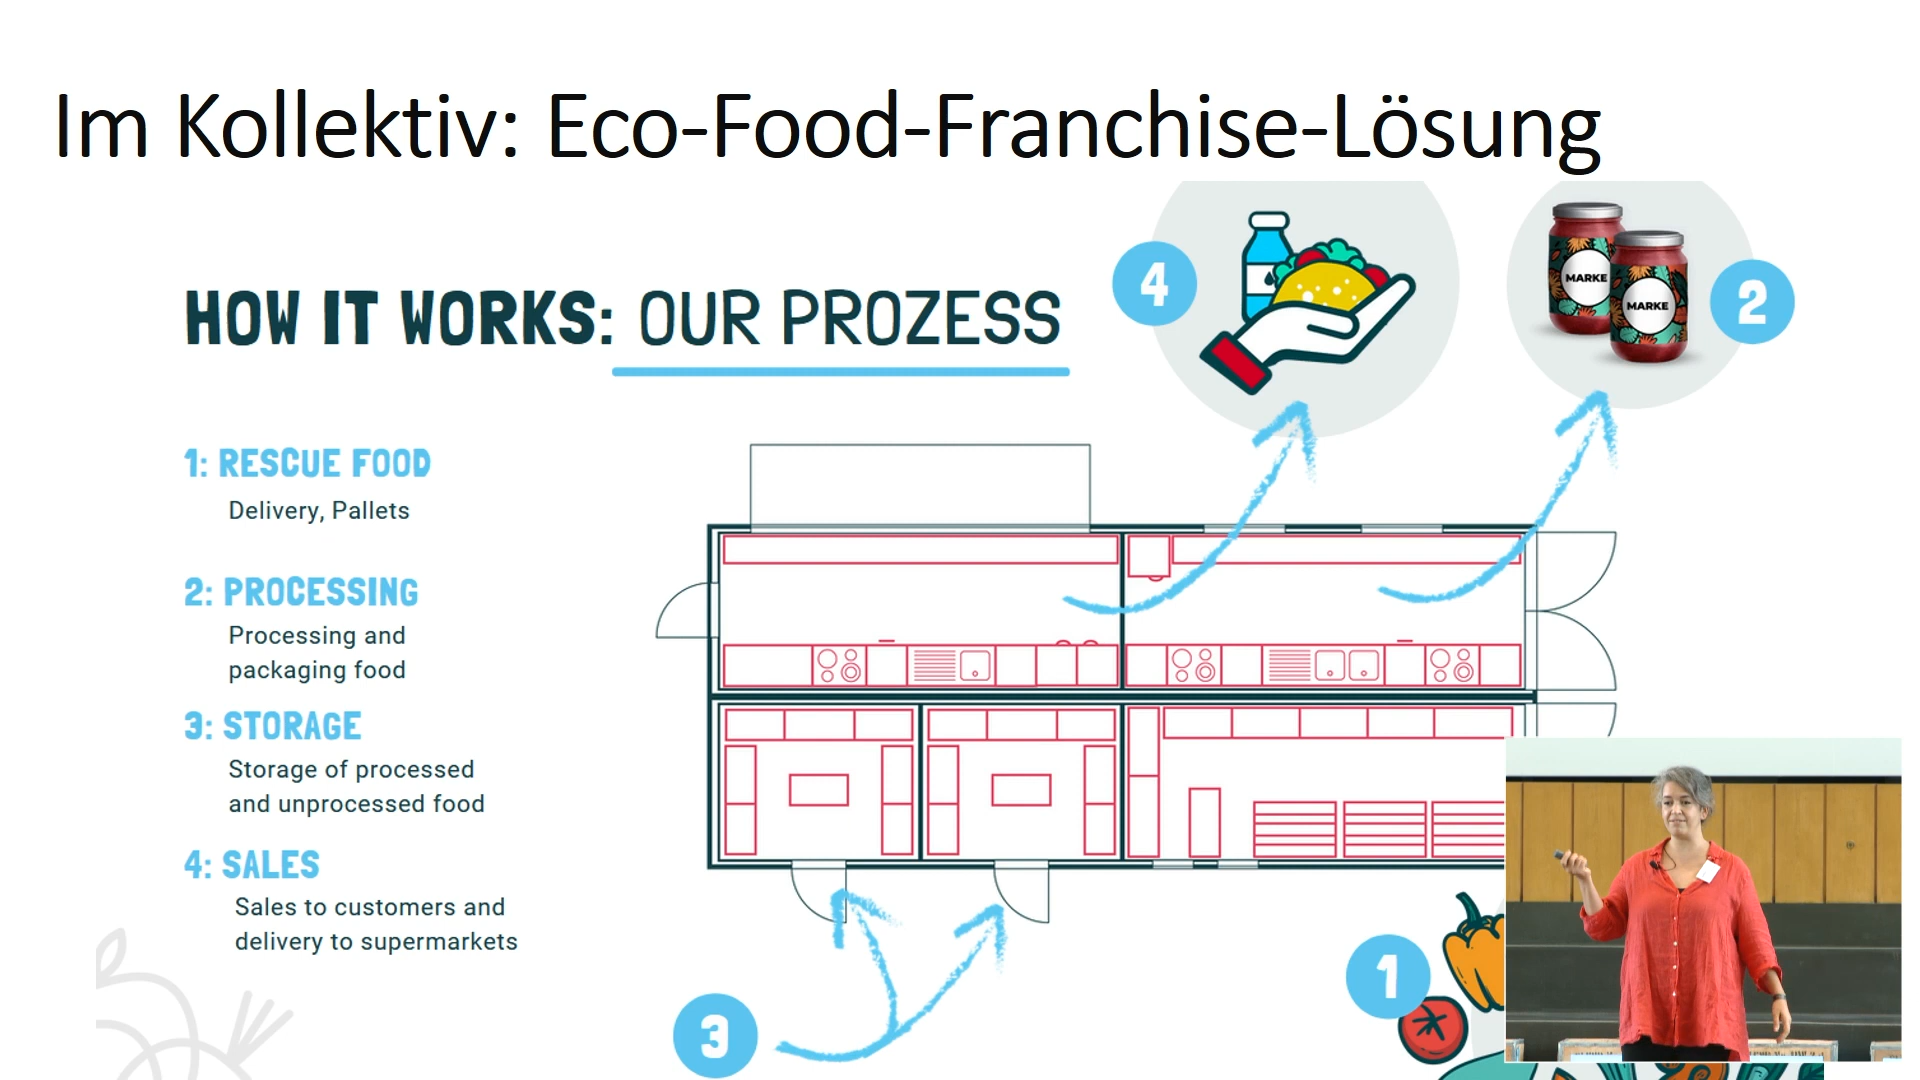 Im Kollektiv: Eco-Food-Franchise-Lösung
HOW IT WORKS: OUR PROZESS
4
MARKE
MARKE
2
1: RESCUE FOOD
Delivery, Pallets
2: PROCESSING
Processing and
packaging food
3: STORAGE
Storage of processed
and unprocessed food
4: SALES
Sales to customers and
delivery to supermarkets
3
1